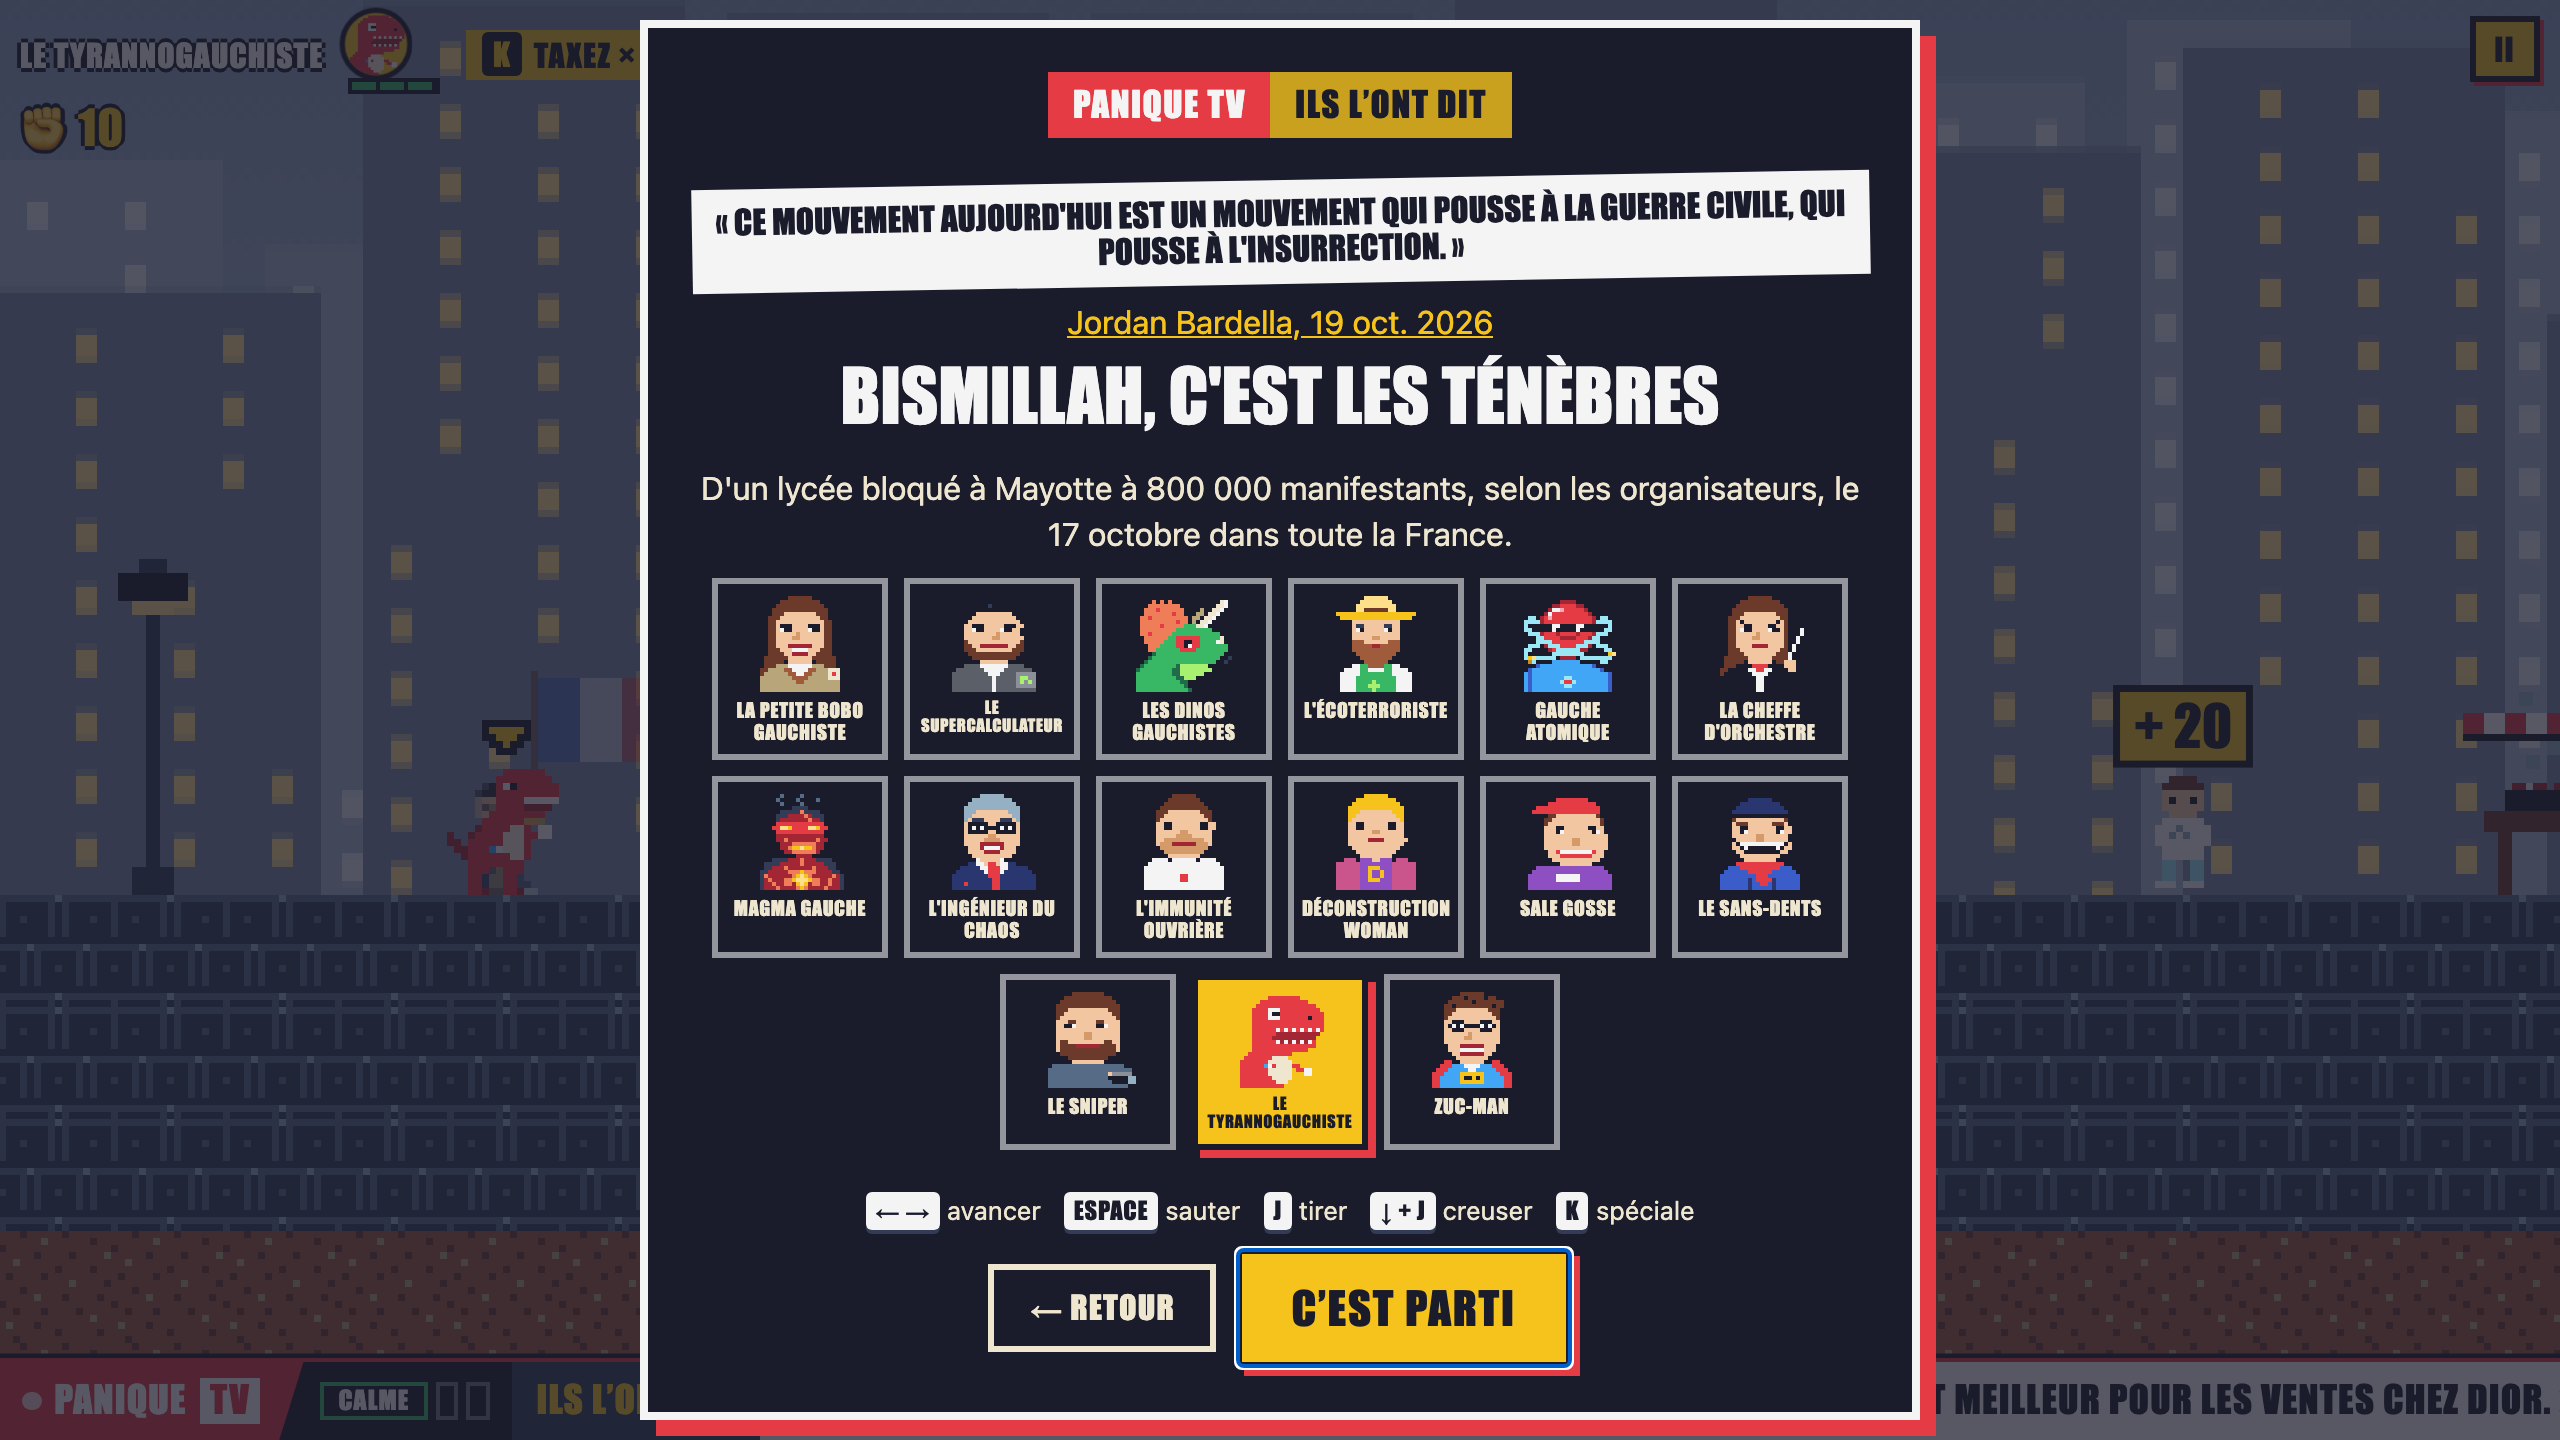 LE TYRANNOGAUCHISTE
K TAXEZ ×
10
PANIQUE TV ILS L’ONT DIT
« CE MOUVEMENT AUJOURD'HUI EST UN MOUVEMENT QUI POUSSE À LA GUERRE CIVILE, QUI
POUSSE À L'INSURRECTION. »
Jordan Bardella, 19 oct. 2026
BISMILLAH, C'EST LES TÉNÈBRES
D'un lycée bloqué à Mayotte à 800 000 manifestants, selon les organisateurs, le
17 octobre dans toute la France.
LA PETITE BOBO
GAUCHISTE
LE
SUPERCALCULATEUR
LES DINOS
GAUCHISTES
L'ÉCOTERRORISTE
GAUCHE
ATOMIQUE
LA CHEFFE
D'ORCHESTRE
MAGMA GAUCHE
L'INGÉNIEUR DU
CHAOS
L'IMMUNITÉ
OUVRIÈRE
DÉCONSTRUCTION
WOMAN
SALE GOSSE
LE SANS-DENTS
LE SNIPER
LE
TYRANNOGAUCHISTE
ZUC-MAN
+ 20
←→ avancer ESPACE sauter J tirer ↓+J creuser K spéciale
← RETOUR
C’EST PARTI
PANIQUE TV CALME ILS L'O
T MEILLEUR POUR LES VENTES CHEZ DIOR.